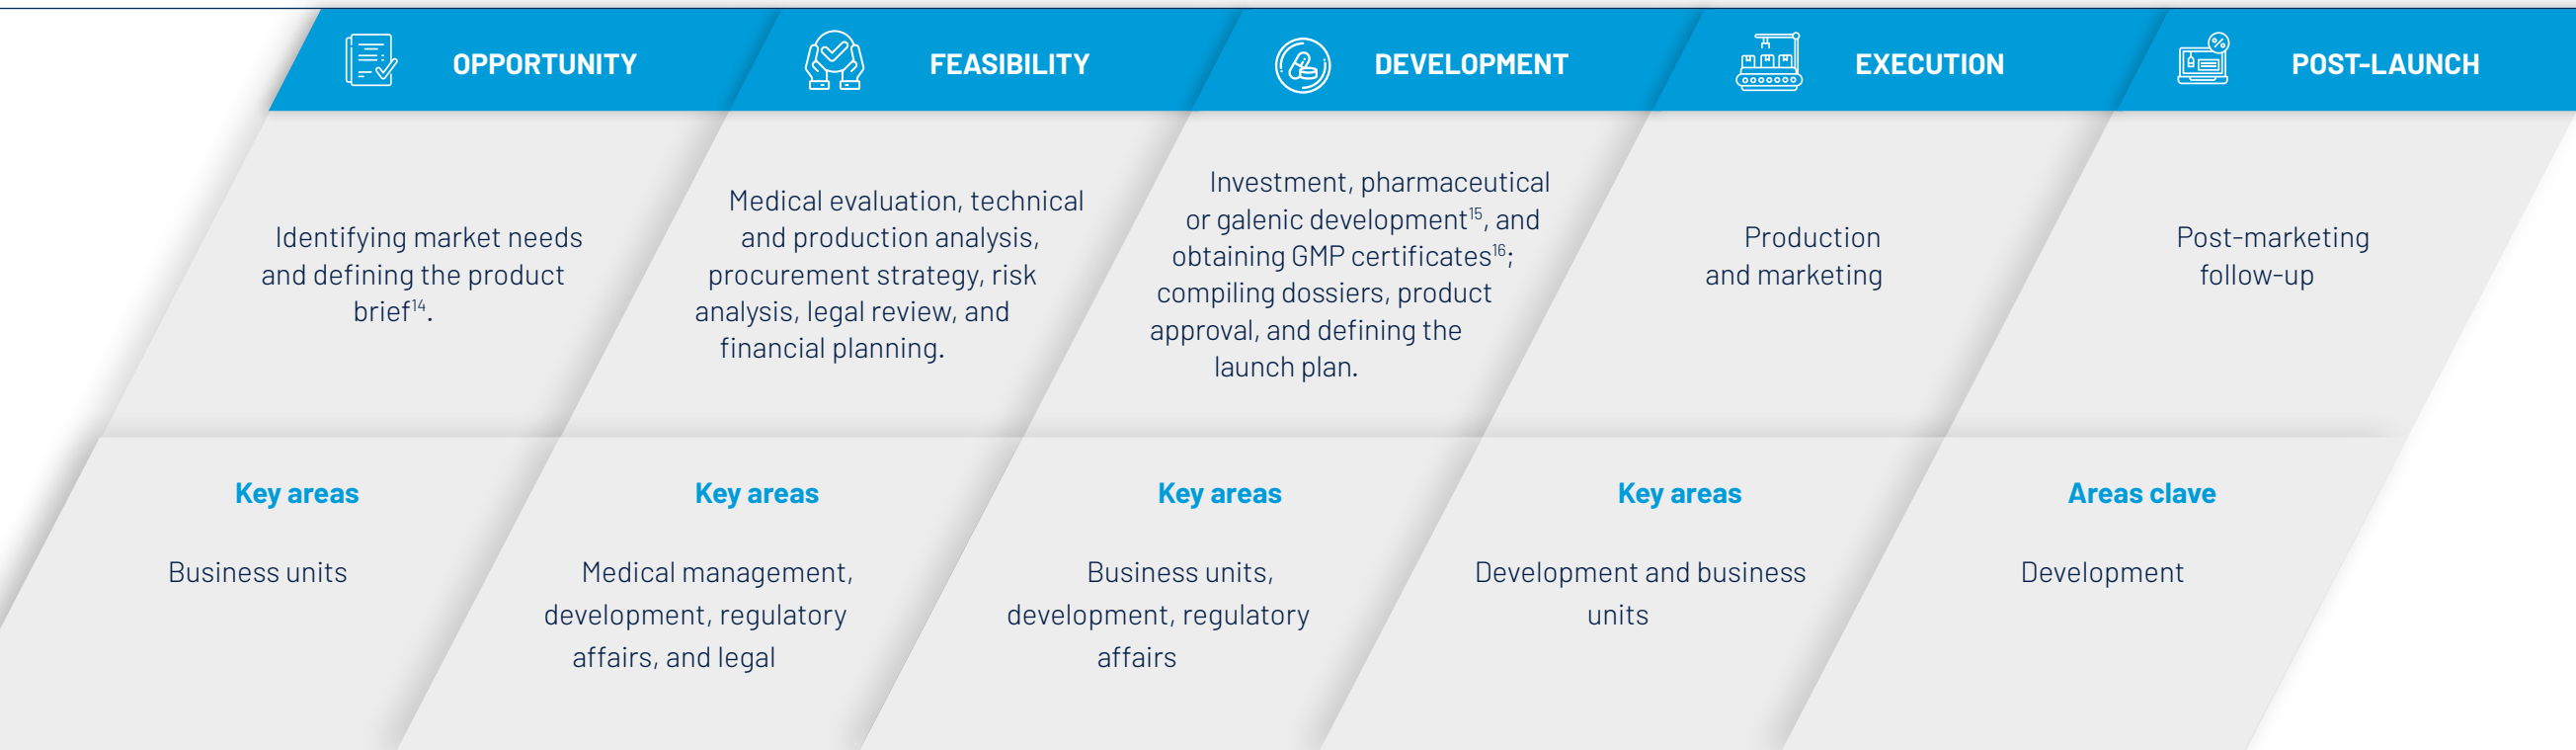 OPPORTUNITY
FEASIBILITY
DEVELOPMENT
EXECUTION
POST-LAUNCH
Identifying market needs
and defining the product
brief¹⁴.
Medical evaluation, technical
and production analysis,
procurement strategy, risk
analysis, legal review, and
financial planning.
Investment, pharmaceutical
or galenic development¹⁵, and
obtaining GMP certificates¹⁶;
compiling dossiers, product
approval, and defining the
launch plan.
Production
and marketing
Post-marketing
follow-up
Key areas
Business units
Key areas
Medical management,
development, regulatory
affairs, and legal
Key areas
Business units,
development, regulatory
affairs
Key areas
Development and business
units
Areas clave
Development